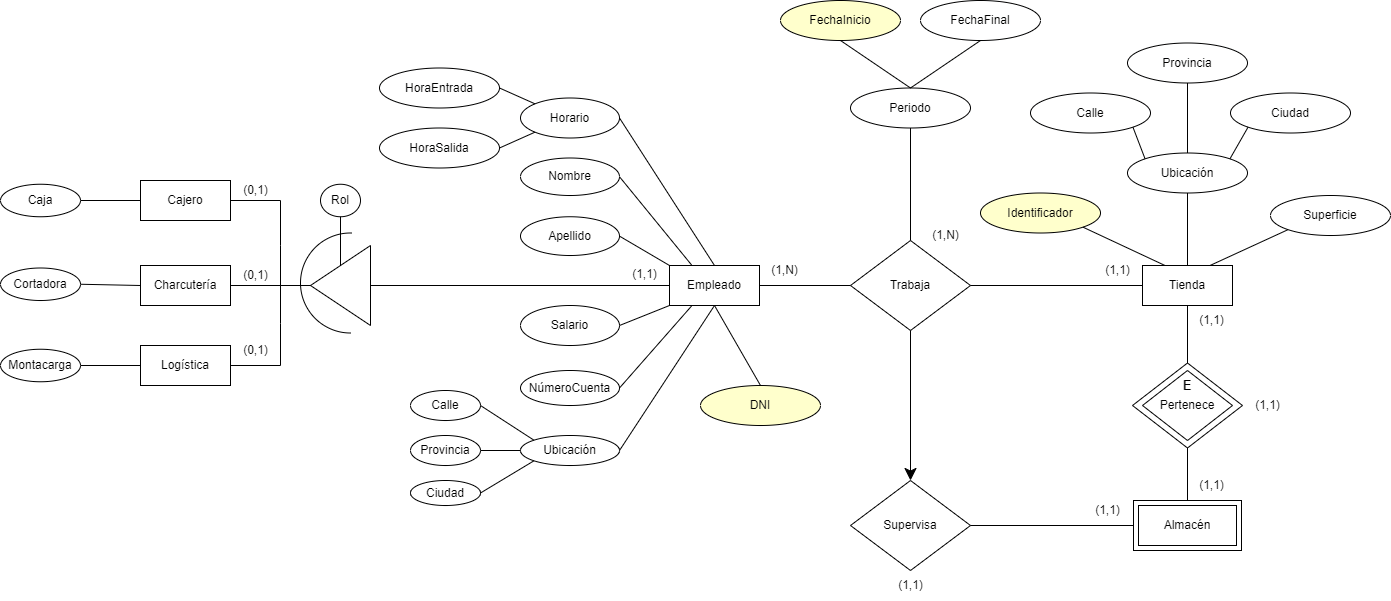 FechaInicio
FechaFinal
Provincia
HoraEntrada
Periodo
Calle
Ciudad
Horario
HoraSalida
Nombre
Ubicación
Caja
Cajero
(0,1)
Rol
Identificador
Superficie
Apellido
(1,N)
Cortadora
Charcutería
(0,1)
(1,1)
Empleado
(1,N)
Trabaja
(1,1)
Tienda
Salario
(1,1)
Montacarga
Logística
(0,1)
NúmeroCuenta
E
Pertenece
(1,1)
Calle
DNI
Provincia
Ubicación
Ciudad
(1,1)
Supervisa
(1,1)
Almacén
(1,1)